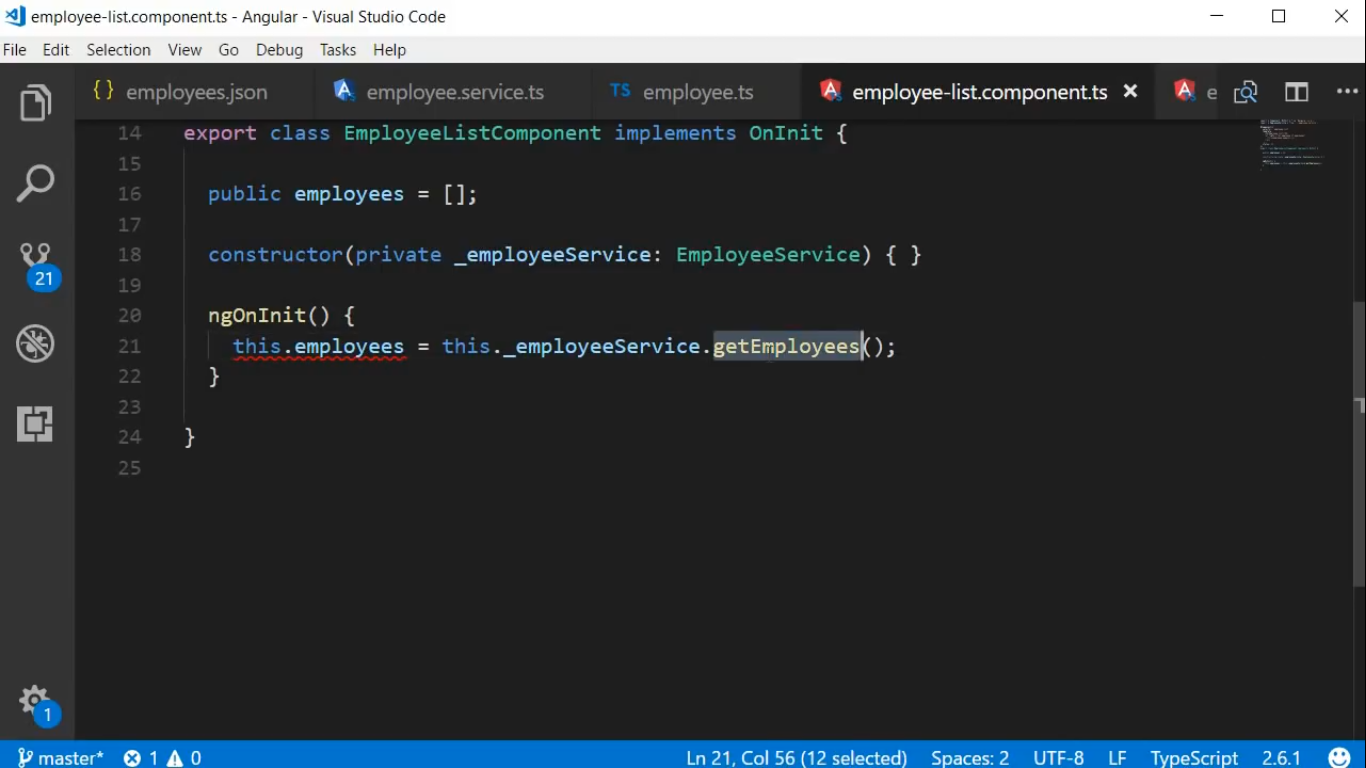 employee-list.component.ts - Angular - Visual Studio Code
File Edit Selection View Go Debug Tasks Help
{} employees.json employee.service.ts TS employee.ts employee-list.component.ts e
14 export class EmployeeListComponent implements OnInit {
15
16 public employees = [];
17
18 constructor(private _employeeService: EmployeeService) { }
19
20 ngOnInit() {
21 this.employees = this._employeeService.getEmployees();
22 }
23
24 }
25
21
1
master* 1 0 Ln 21, Col 56 (12 selected) Spaces: 2 UTF-8 LF TypeScript 2.6.1